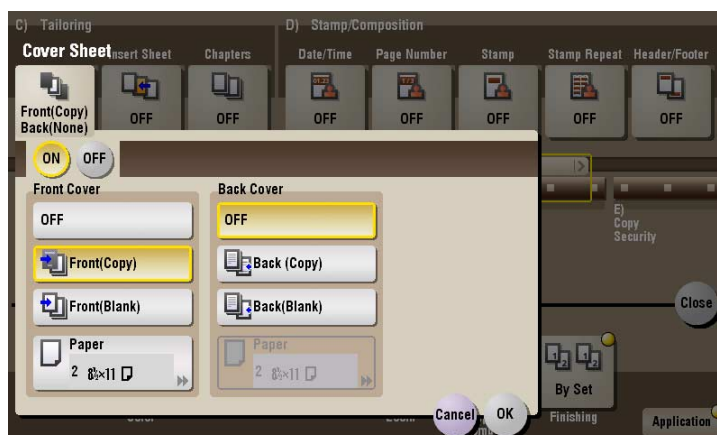 C) Tailoring
D) Stamp/Composition
Cover Sheet
Insert Sheet
Chapters
Date/Time
Page Number
Stamp
Stamp Repeat
Header/Footer
Front(Copy)
Back(None)
OFF
OFF
OFF
OFF
OFF
OFF
OFF
ON
OFF
Front Cover
Back Cover
OFF
OFF
Front(Copy)
Back (Copy)
Front(Blank)
Back(Blank)
Paper
2 8½×11
Paper
2 8½×11
E)
Copy
Security
Close
By Set
Finishing
Cancel
OK
Application